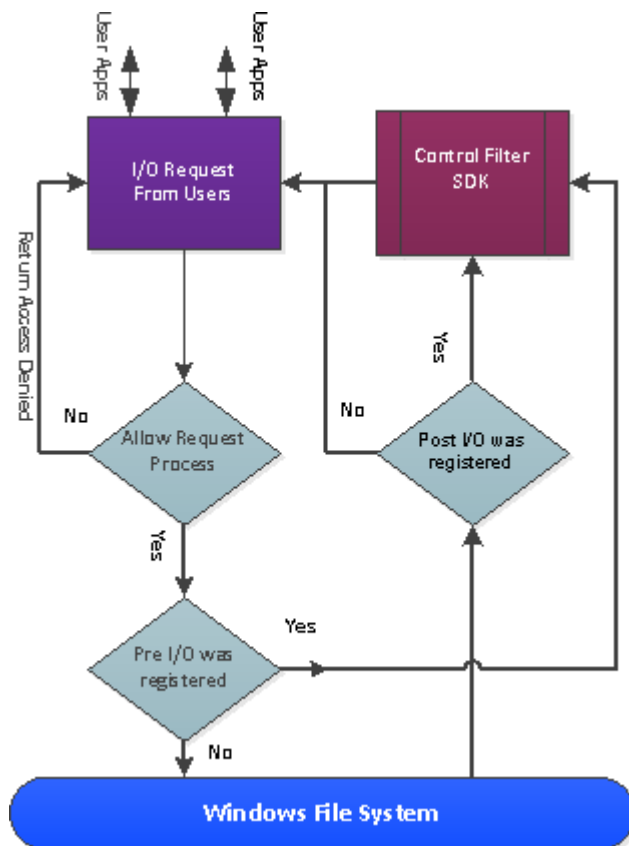 User Apps
User Apps
I/O Request
From Users
Control Filter
SDK
Return Access Denied
No
Allow Request
Process
Yes
No
Post I/O was
registered
Yes
Pre I/O was
registered
Yes
No
Windows File System